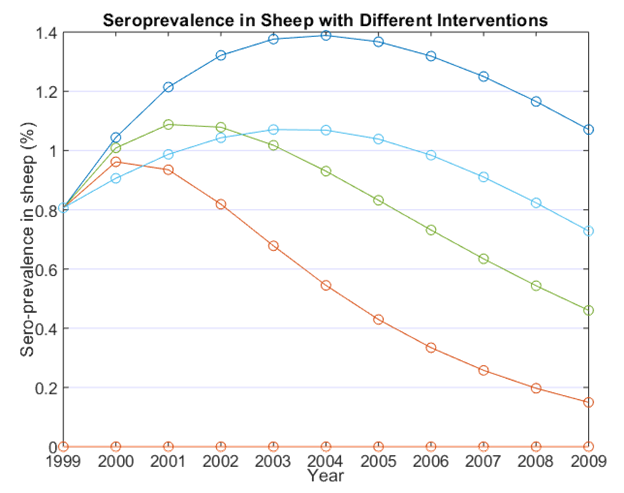 Seroprevalence in Sheep with Different Interventions
1.4
1.2
1
0.8
0.6
0.4
0.2
0
Sero-prevalence in sheep (%)
1999 2000 2001 2002 2003 2004 2005 2006 2007 2008 2009
Year